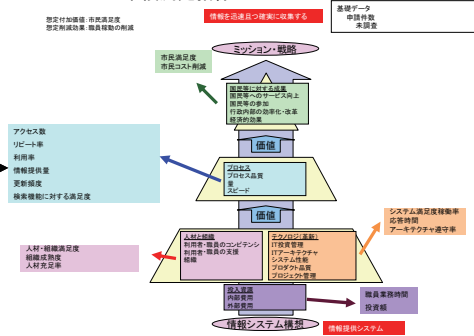 想定付加価値：市民満足度
想定削減効果：職員稼動の削減
情報を迅速且つ確実に収集する
基礎データ
申請件数
未調査
ミッション・戦略
市民満足度
市民コスト削減
国民等に対する成果
国民等へのサービス向上
国民等の参加
行政内部の効率化・改革
経済的効果
価値
アクセス数
リピート率
利用率
情報提供量
更新頻度
検索機能に対する満足度
プロセス
プロセス品質
量
スピード
価値
システム満足度稼働率
応答時間
アーキテクチャ遵守率
人材と組織
利用者・職員のコンピテンシ
利用者・職員の支援
組織
テクノロジ（革新）
IT投資管理
ITアーキテクチャ
システム性能
プロダクト品質
プロジェクト管理
人材・組織満足度
組織成熟度
人材充足率
投入資源
内部費用
外部費用
職員業務時間
投資額
情報システム構想
情報提供システム